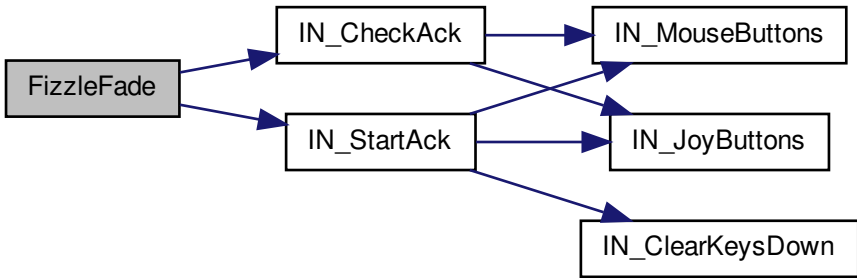 FizzleFade
IN_CheckAck
IN_StartAck
IN_MouseButtons
IN_JoyButtons
IN_ClearKeysDown